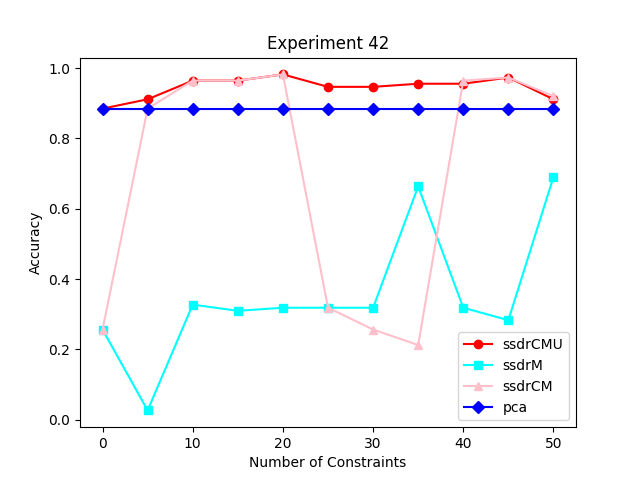 Experiment 42
1.0
0.8
0.6
0.4
0.2
0.0
Accuracy
0 10 20 30 40 50
Number of Constraints
ssdrCMU
ssdrM
ssdrCM
pca